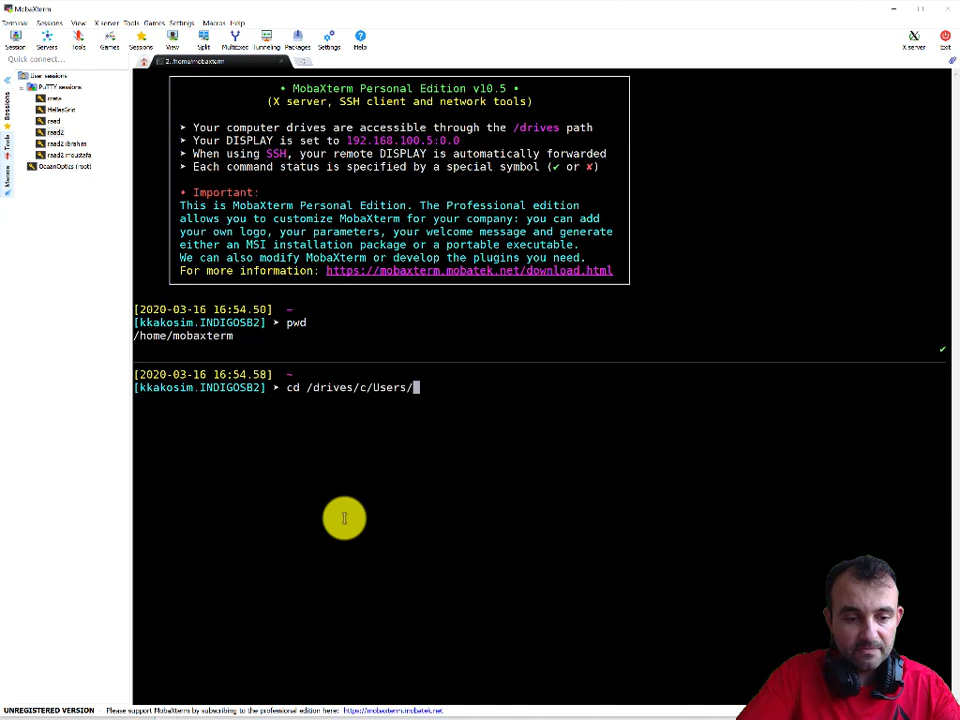 MobaXterm
Terminal Sessions View X server Tools Games Settings Macros Help
Session Servers Tools Games Sessions View Split Multiexec Tunneling Packages Settings Help X server Exit
Quick connect...
2. /home/mobaxterm
User sessions
PuTTY sessions
HellasGrid
raad
raad2
raad2 ibrahim
raad2 moustafa
OceanOptics (root)
Sessions
Tools
Macros
• MobaXterm Personal Edition v10.5 •
(X server, SSH client and network tools)
➤ Your computer drives are accessible through the /drives path
➤ Your DISPLAY is set to 192.168.100.5:0.0
➤ When using SSH, your remote DISPLAY is automatically forwarded
➤ Each command status is specified by a special symbol (✔ or ✘)
• Important:
This is MobaXterm Personal Edition. The Professional edition
allows you to customize MobaXterm for your company: you can add
your own logo, your parameters, your welcome message and generate
either an MSI installation package or a portable executable.
We can also modify MobaXterm or develop the plugins you need.
For more information: https://mobaxterm.mobatek.net/download.html
[2020-03-16 16:54.50] ~
[kkakosim.INDIGOSB2] ➤ pwd
/home/mobaxterm
✔
[2020-03-16 16:54.58] ~
[kkakosim.INDIGOSB2] ➤ cd /drives/c/Users/
UNREGISTERED VERSION - Please support MobaXterm by subscribing to the professional edition here: https://mobaxterm.mobatek.net